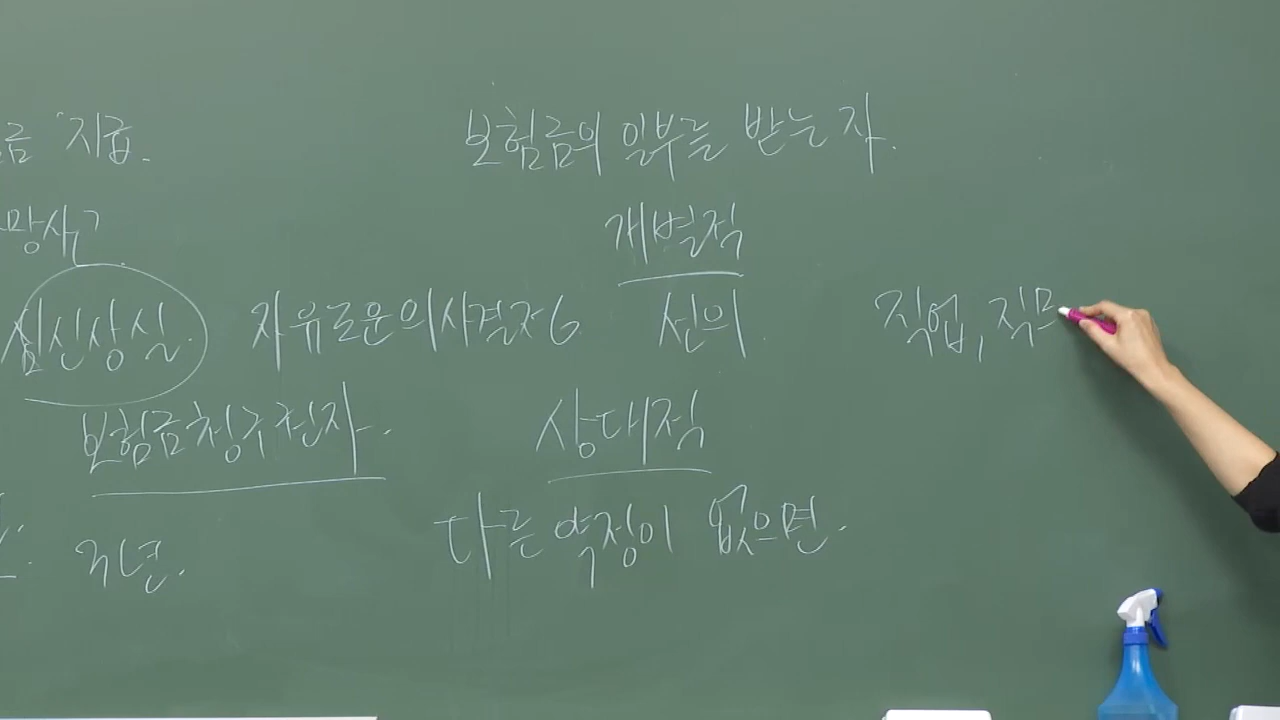 금 지급.
보험금의 일부를 받는 자.
망사고
개별적
심신상실.
자유로운 의사결정
선의.
직업, 직무
보험금청구권자.
상대적
다른 약정이 없으면.
3년.